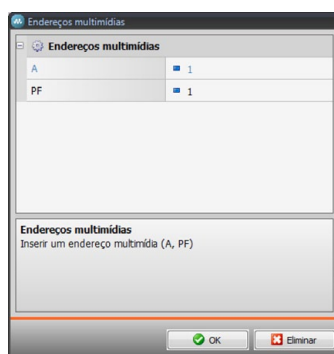 Endereços multimídias
Endereços multimídias
A 1
PF 1
Endereços multimídias
Inserir um endereço multimídia (A, PF)
OK Eliminar